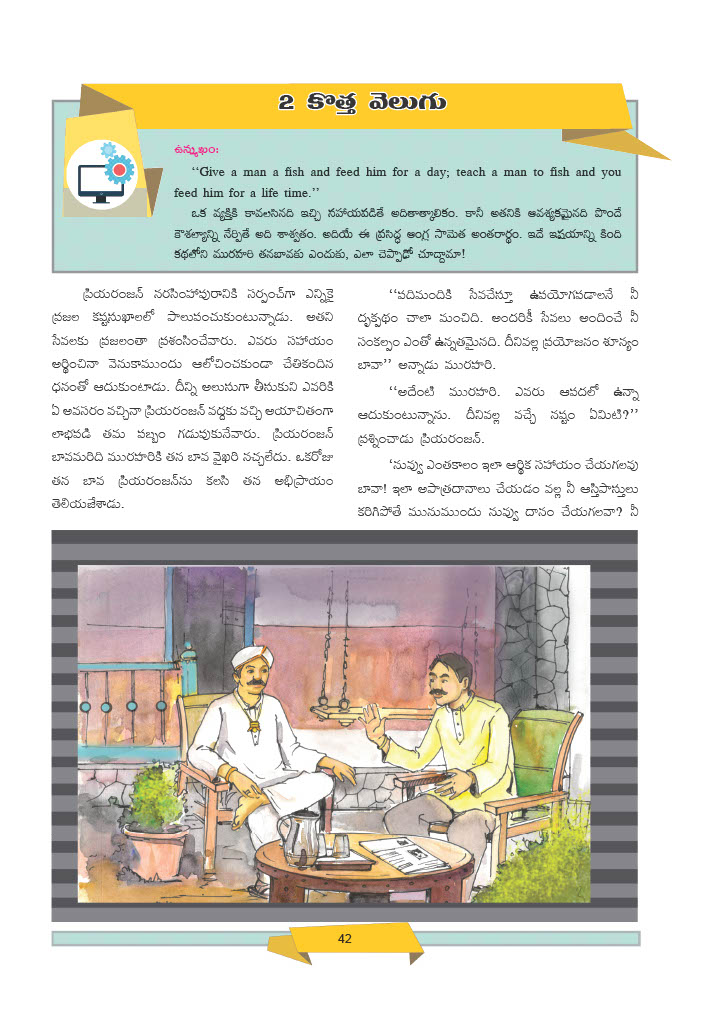 2 కొత్త వెలుగు
ఉన్ముఖం:
‘‘Give a man a fish and feed him for a day; teach a man to fish and you
feed him for a life time.’’
ఒక వ్యక్తికి కావలసినది ఇచ్చి సహాయపడితే అదితాత్కాలికం. కానీ అతనికి ఆవశ్యకమైనది పొందే
కౌశల్యాన్ని నేర్పితే అది శాశ్వతం. అదియే ఈ ప్రసిద్ధ ఆంగ్ల సామెత అంతరార్థం. ఇదే ఇషయాన్ని కింది
కథలోని మురహరి తనబావకు ఎందుకు, ఎలా చెప్పాడో చూద్దామా!
ప్రియరంజన్ నరసింహాపురానికి సర్పంచ్‌గా ఎన్నికై
ప్రజల కష్టసుఖాలలో పాలుపంచుకుంటున్నాడు. అతని
సేవలకు ప్రజలంతా ప్రశంసించేవారు. ఎవరు సహాయం
అర్థించినా వెనుకాముందు ఆలోచించకుండా చేతికందిన
ధనంతో ఆదుకుంటాడు. దీన్ని అలుసుగా తీసుకుని ఎవరికి
ఏ అవసరం వచ్చినా ప్రియరంజన్ వద్దకు వచ్చి అయాచితంగా
లాభపడి తమ పబ్బం గడుపుకునేవారు. ప్రియరంజన్
బావమరిది మురహరికి తన బావ వైఖరి నచ్చలేదు. ఒకరోజు
తన బావ ప్రియరంజన్‌ను కలసి తన అభిప్రాయం
తెలియజేశాడు.
‘‘పదిమందికి సేవచేస్తూ ఉపయోగపడాలనే నీ
దృక్పథం చాలా మంచిది. అందరికీ సేవలు అందించే నీ
సంకల్పం ఎంతో ఉన్నతమైనది. దీనివల్ల ప్రయోజనం శూన్యం
బావా’’ అన్నాడు మురహరి.
‘‘అదేంటి మురహరి. ఎవరు ఆపదలో ఉన్నా
ఆదుకుంటున్నాను. దీనివల్ల వచ్చే నష్టం ఏమిటి?’’
ప్రశ్నించాడు ప్రియరంజన్.
‘నువ్వు ఎంతకాలం ఇలా ఆర్థిక సహాయం చేయగలవు
బావా! ఇలా అపాత్రదానాలు చేయడం వల్ల నీ ఆస్తిపాస్తులు
కరిగిపోతే మునుముందు నువ్వు దానం చేయగలవా? నీ
42